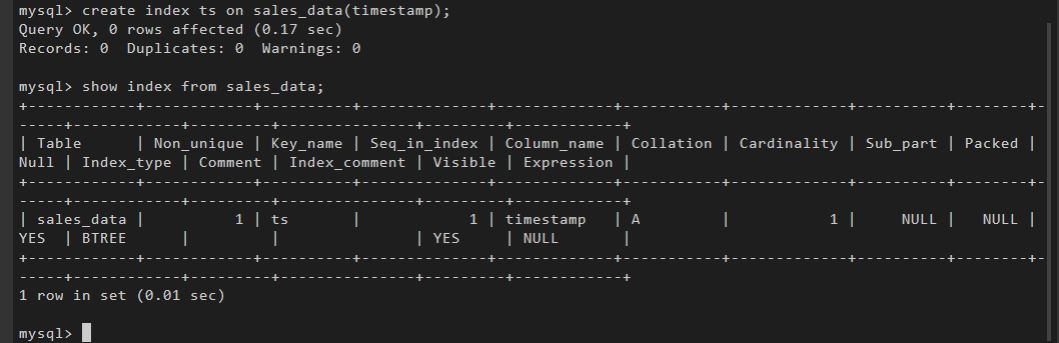 mysql> create index ts on sales_data(timestamp);
Query OK, 0 rows affected (0.17 sec)
Records: 0  Duplicates: 0  Warnings: 0

mysql> show index from sales_data;
+------------+------------+----------+--------------+-------------+-----------+-------------+----------+--------+-
-----+------------+---------+---------------+---------+------------+
| Table      | Non_unique | Key_name | Seq_in_index | Column_name | Collation | Cardinality | Sub_part | Packed |
Null | Index_type | Comment | Index_comment | Visible | Expression |
+------------+------------+----------+--------------+-------------+-----------+-------------+----------+--------+-
-----+------------+---------+---------------+---------+------------+
| sales_data |          1 | ts       |            1 | timestamp   | A         |           1 |     NULL |   NULL |
YES  | BTREE      |         |               | YES     | NULL       |
+------------+------------+----------+--------------+-------------+-----------+-------------+----------+--------+-
-----+------------+---------+---------------+---------+------------+
1 row in set (0.01 sec)

mysql>